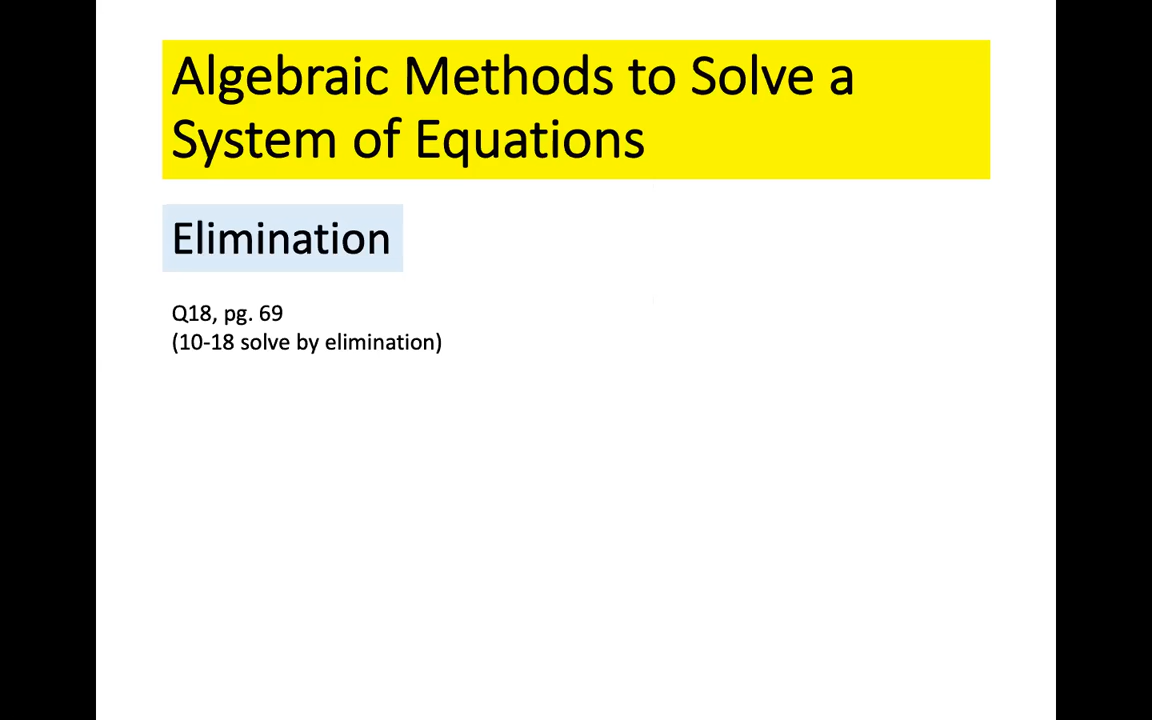 Algebraic Methods to Solve a
System of Equations
Elimination
Q18, pg. 69
(10-18 solve by elimination)